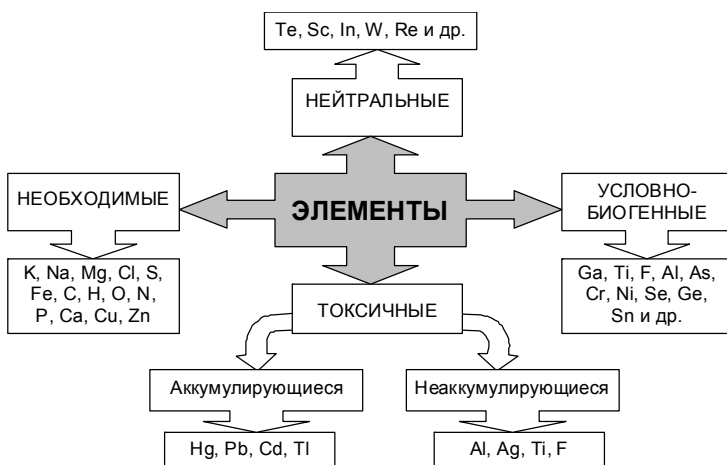 Te, Sc, In, W, Re и др.
НЕЙТРАЛЬНЫЕ
НЕОБХОДИМЫЕ
ЭЛЕМЕНТЫ
УСЛОВНО-
БИОГЕННЫЕ
K, Na, Mg, Cl, S,
Fe, C, H, O, N,
P, Ca, Cu, Zn
ТОКСИЧНЫЕ
Ga, Ti, F, Al, As,
Cr, Ni, Se, Ge,
Sn и др.
Аккумулирующиеся
Неаккумулирующиеся
Hg, Pb, Cd, Tl
Al, Ag, Ti, F